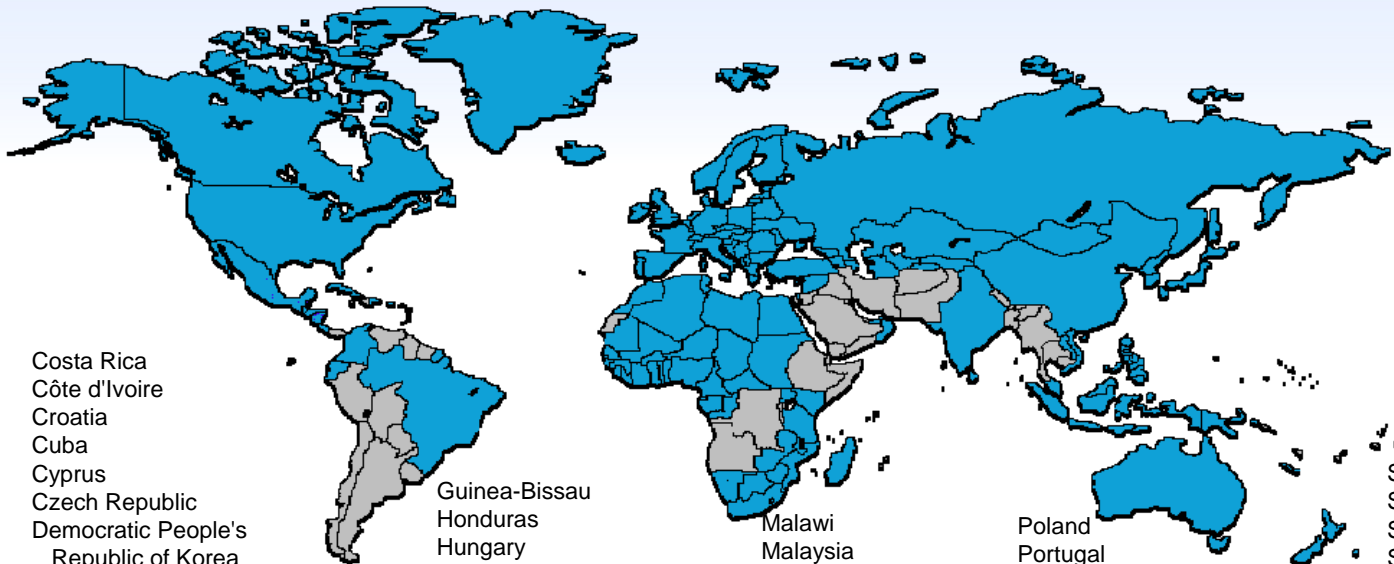 Costa Rica
Côte d'Ivoire
Croatia
Cuba
Cyprus
Czech Republic
Democratic People's
Republic of Korea
Guinea-Bissau
Honduras
Hungary
Malawi
Malaysia
Poland
Portugal
S
S
S
S